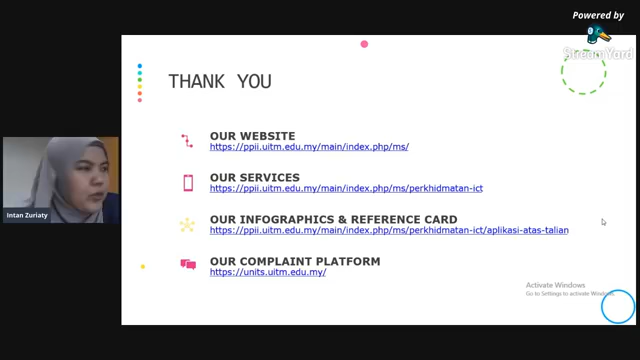 Powered by
StreamYard
THANK YOU
OUR WEBSITE
https://ppii.uitm.edu.my/main/index.php/ms/
OUR SERVICES
https://ppii.uitm.edu.my/main/index.php/ms/perkhidmatan-ict
OUR INFOGRAPHICS & REFERENCE CARD
https://ppii.uitm.edu.my/main/index.php/ms/perkhidmatan-ict/aplikasi-atas-talian
OUR COMPLAINT PLATFORM
https://units.uitm.edu.my/
Intan Zuriaty
Activate Windows
Go to Settings to activate Windows.